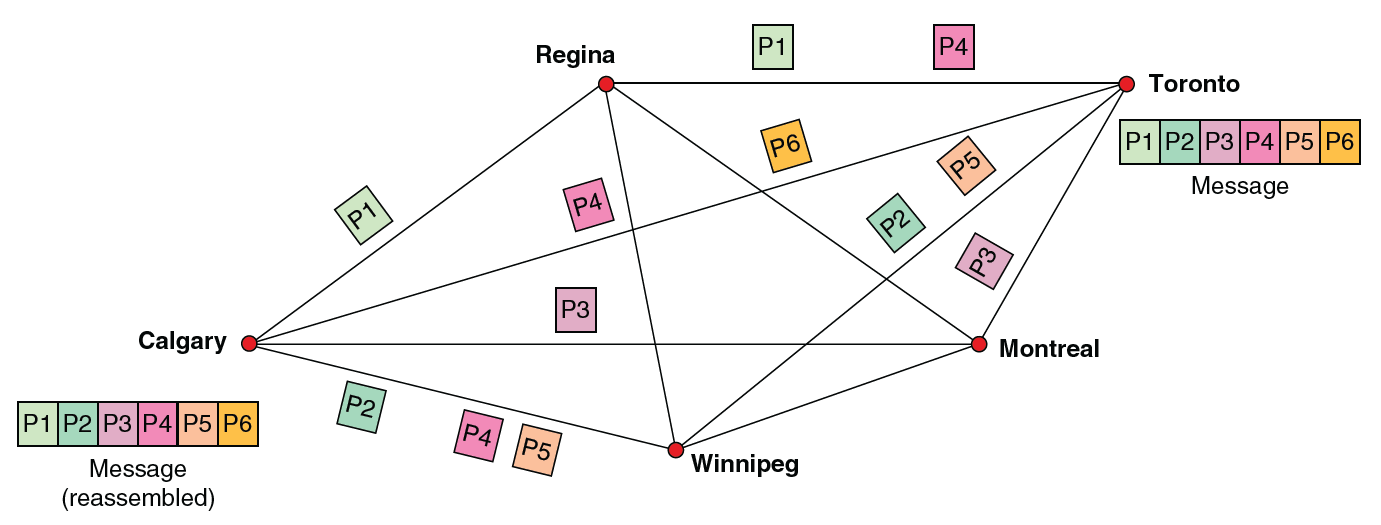 P1 P4
Regina
Toronto
P6
P5
P1 P2 P3 P4 P5 P6
Message
P1
P4
P2
P3
P3
Calgary
Montreal
P2
P4
P5
Winnipeg
P1 P2 P3 P4 P5 P6
Message
(reassembled)